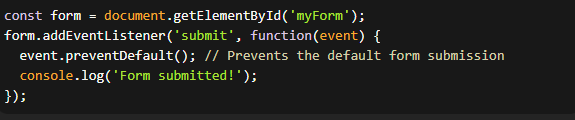 const form = document.getElementById('myForm');
form.addEventListener('submit', function(event) {
  event.preventDefault(); // Prevents the default form submission
  console.log('Form submitted!');
});